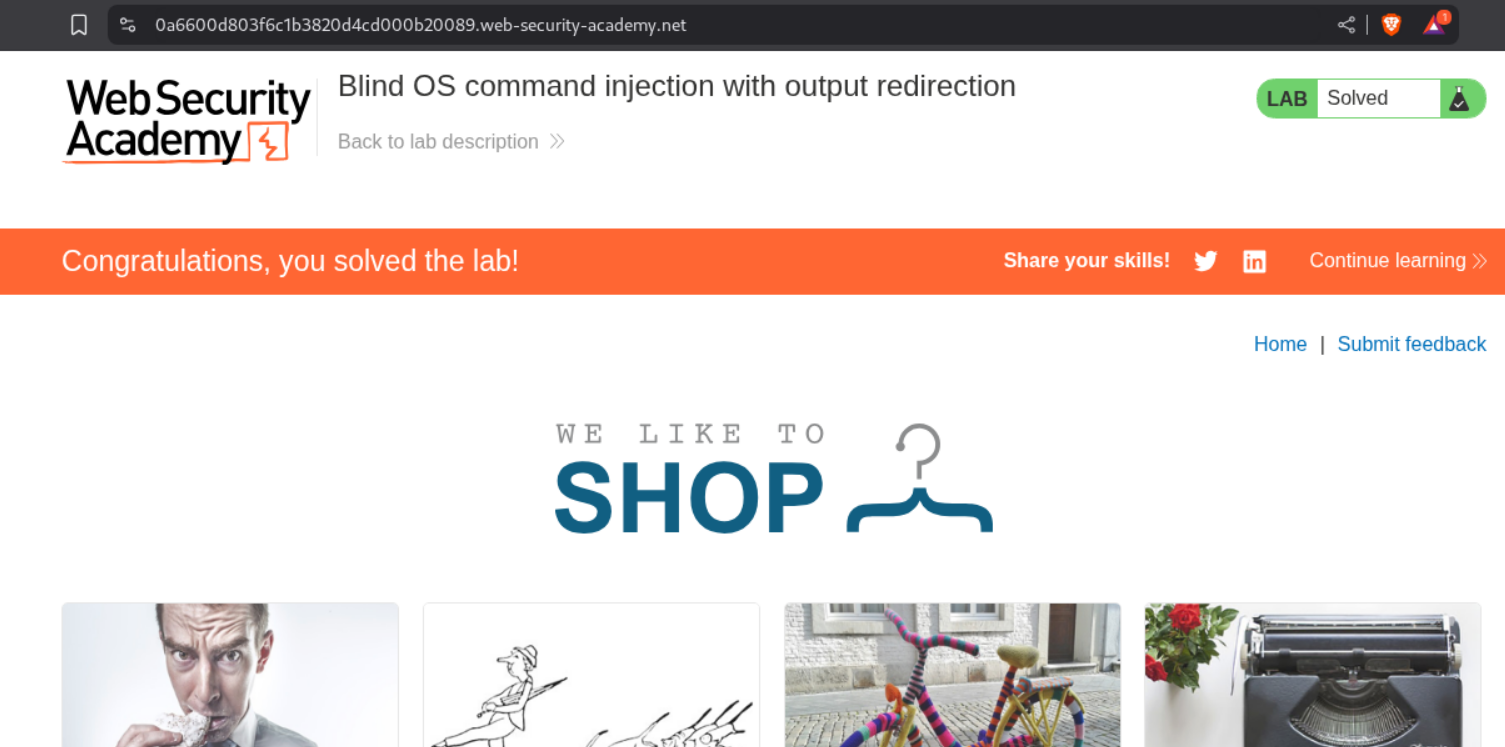 0a6600d803f6c1b3820d4cd000b20089.web-security-academy.net
1
Web Security
Academy
Blind OS command injection with output redirection
Back to lab description
LAB Solved
Congratulations, you solved the lab!
Share your skills!
Continue learning
Home | Submit feedback
WE LIKE TO
SHOP